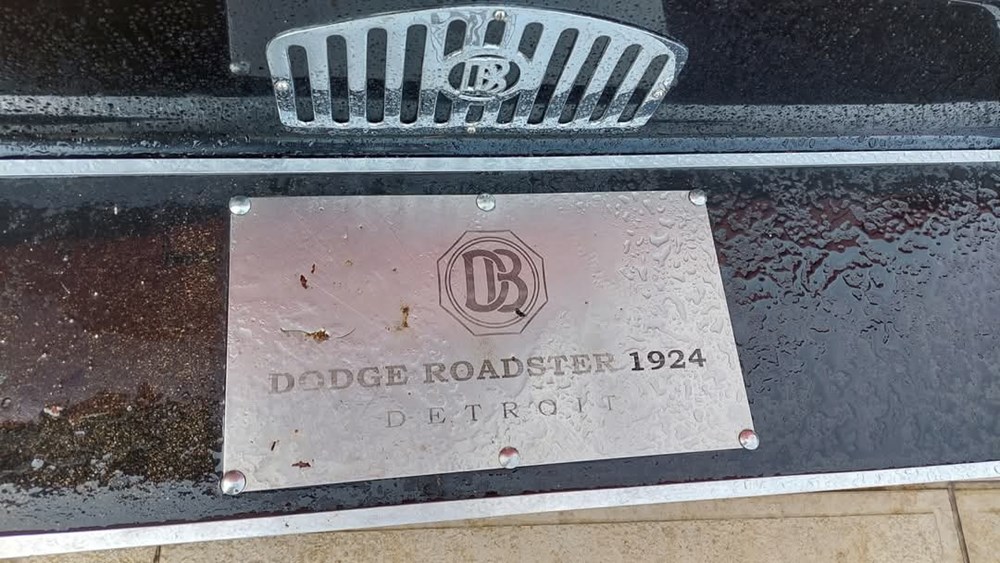 DB
DB
DODGE ROADSTER 1924
DETROIT